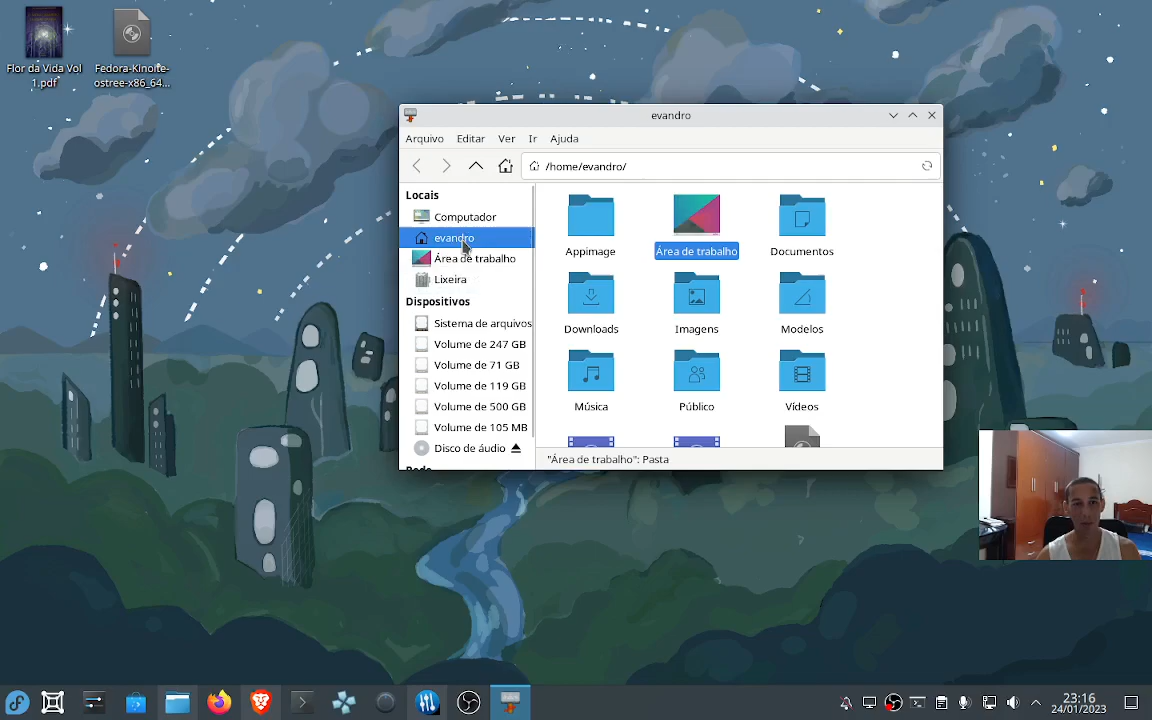 Flor da Vida Vol
1.pdf
Fedora-Kinoite-
ostree-x86_64...
evandro
Arquivo Editar Ver Ir Ajuda
/home/evandro/
Locais
Computador
evandro
Área de trabalho
Lixeira
Dispositivos
Sistema de arquivos
Volume de 247 GB
Volume de 71 GB
Volume de 119 GB
Volume de 500 GB
Volume de 105 MB
Disco de áudio
Appimage Área de trabalho Documentos
Downloads Imagens Modelos
Música Público Vídeos
"Área de trabalho": Pasta
23:16
24/01/2023